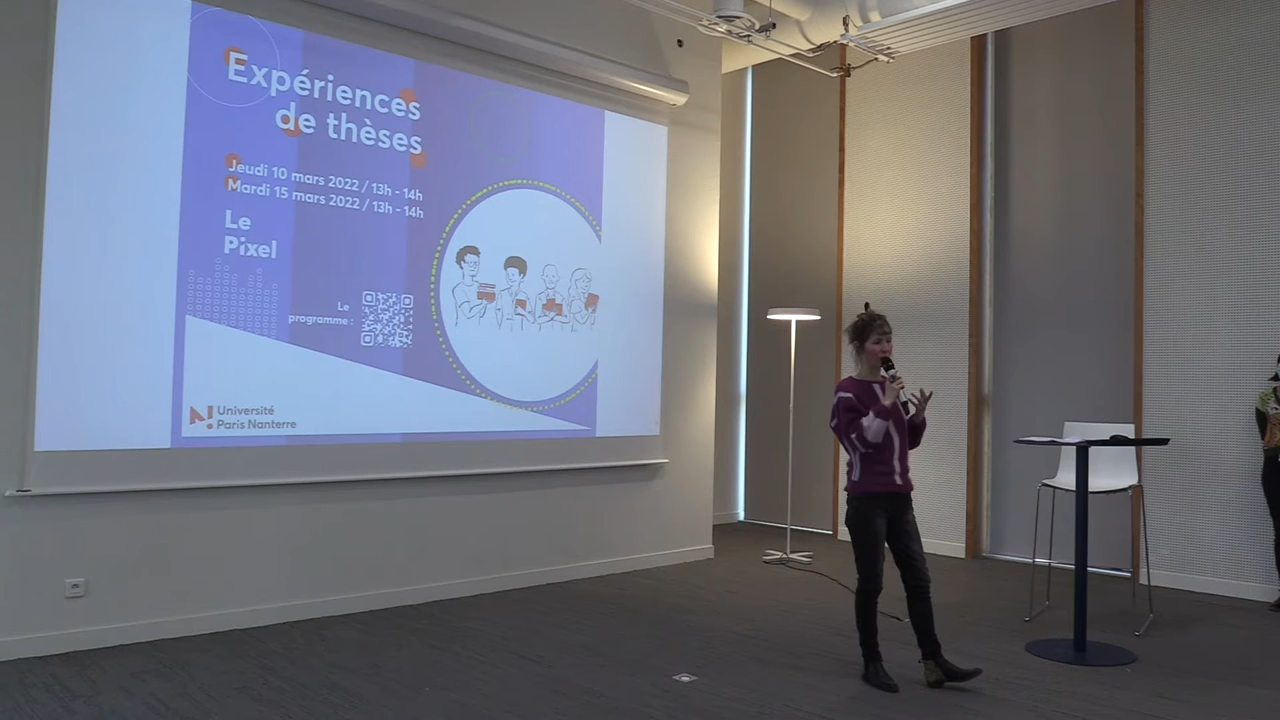 Expériences
de thèses
Jeudi 10 mars 2022 / 13h - 14h
Mardi 15 mars 2022 / 13h - 14h
Le
Pixel
Le
programme :
Université
Paris Nanterre